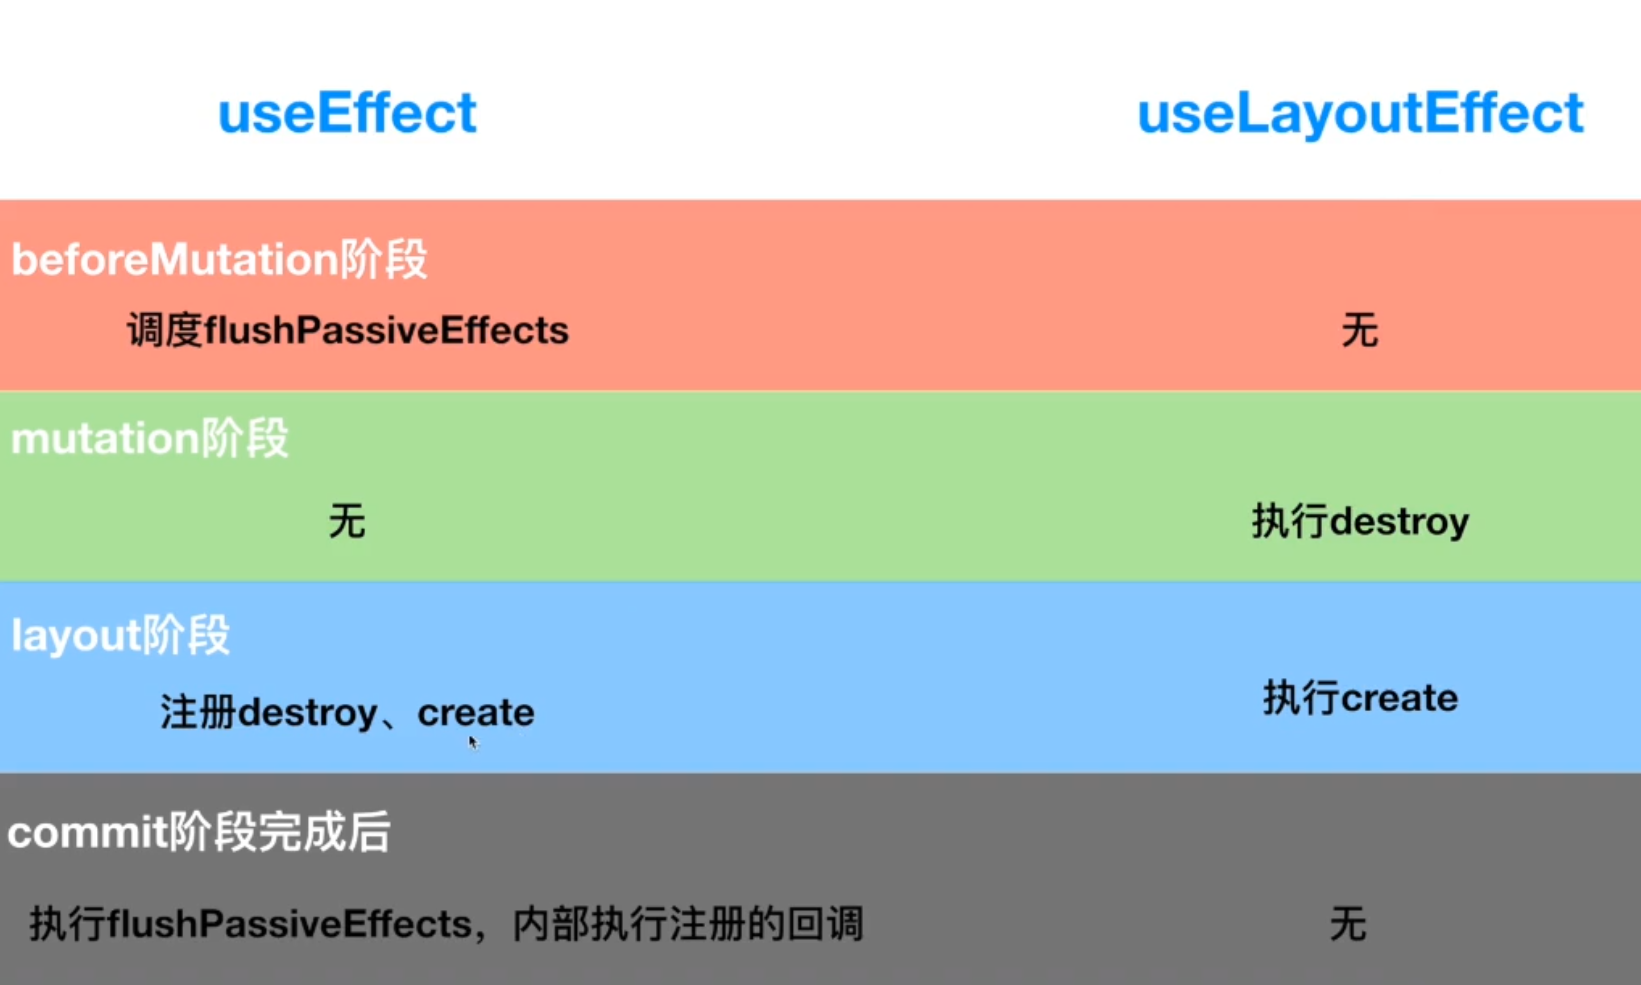 useEffect
useLayoutEffect
beforeMutation阶段
调度flushPassiveEffects
无
mutation阶段
无
执行destroy
layout阶段
注册destroy、create
执行create
commit阶段完成后
执行flushPassiveEffects，内部执行注册的回调
无